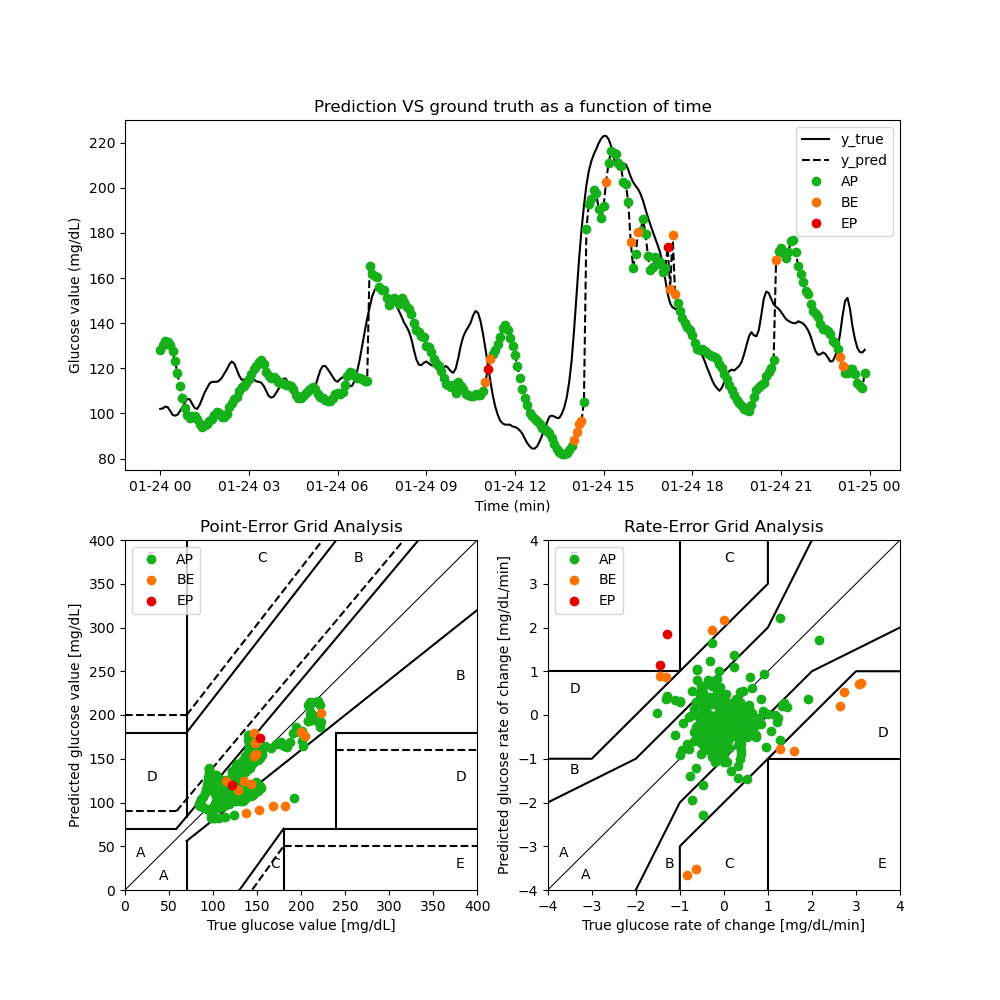 Prediction VS ground truth as a function of time
Glucose value (mg/dL)
220
200
180
160
140
120
100
80
y_true
y_pred
AP
BE
EP
01-24 00 01-24 03 01-24 06 01-24 09 01-24 12 01-24 15 01-24 18 01-24 21 01-25 00
Time (min)
Point-Error Grid Analysis
Predicted glucose value [mg/dL]
400
350
300
250
200
150
100
50
0
AP
BE
EP
C
B
B
D
D
A
A
C
E
0 50 100 150 200 250 300 350 400
True glucose value [mg/dL]
Rate-Error Grid Analysis
Predicted glucose rate of change [mg/dL/min]
4
3
2
1
0
−1
−2
−3
−4
AP
BE
EP
C
D
D
B
A
A
B
C
E
−4 −3 −2 −1 0 1 2 3 4
True glucose rate of change [mg/dL/min]